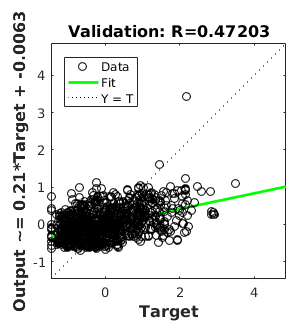 Validation: R=0.47203
Output ~= 0.21*Target + -0.0063
4
3
2
1
0
-1
Data
Fit
Y = T
0
2
4
Target